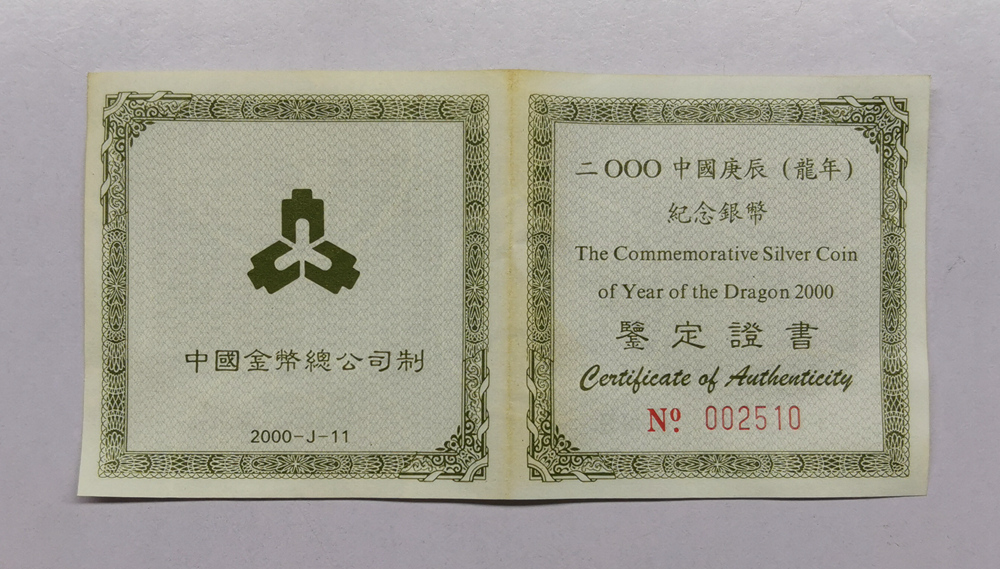 中國金幣總公司制
2000-J-11
二OOO中國庚辰(龍年)
紀念銀幣
The Commemorative Silver Coin
of Year of the Dragon 2000
鑒定證書
Certificate of Authenticity
Nº. 002510